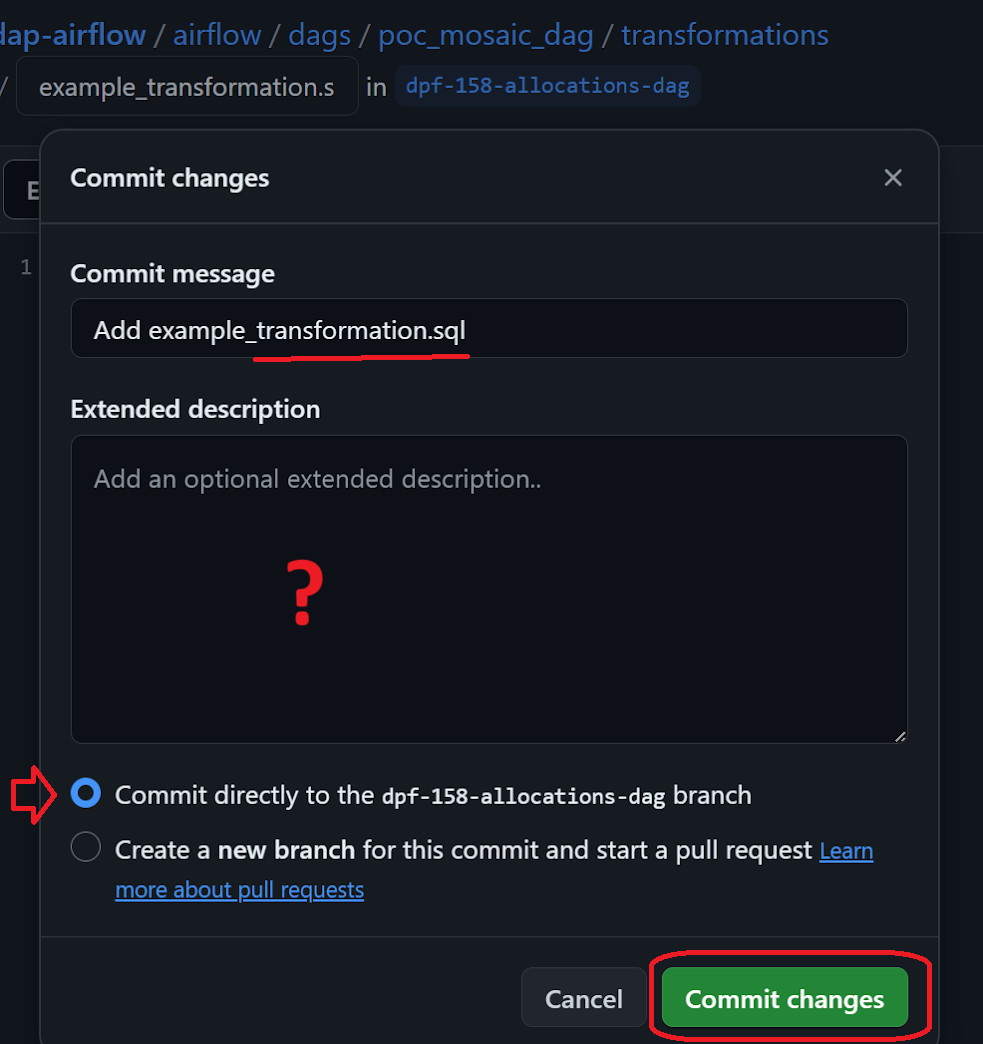 dap-airflow / airflow / dags / poc_mosaic_dag / transformations
/ example_transformation.s in dpf-158-allocations-dag
E
Commit changes
1
Commit message
Add example_transformation.sql
Extended description
Add an optional extended description..
?
Commit directly to the dpf-158-allocations-dag branch
Create a new branch for this commit and start a pull request Learn
more about pull requests
Cancel
Commit changes